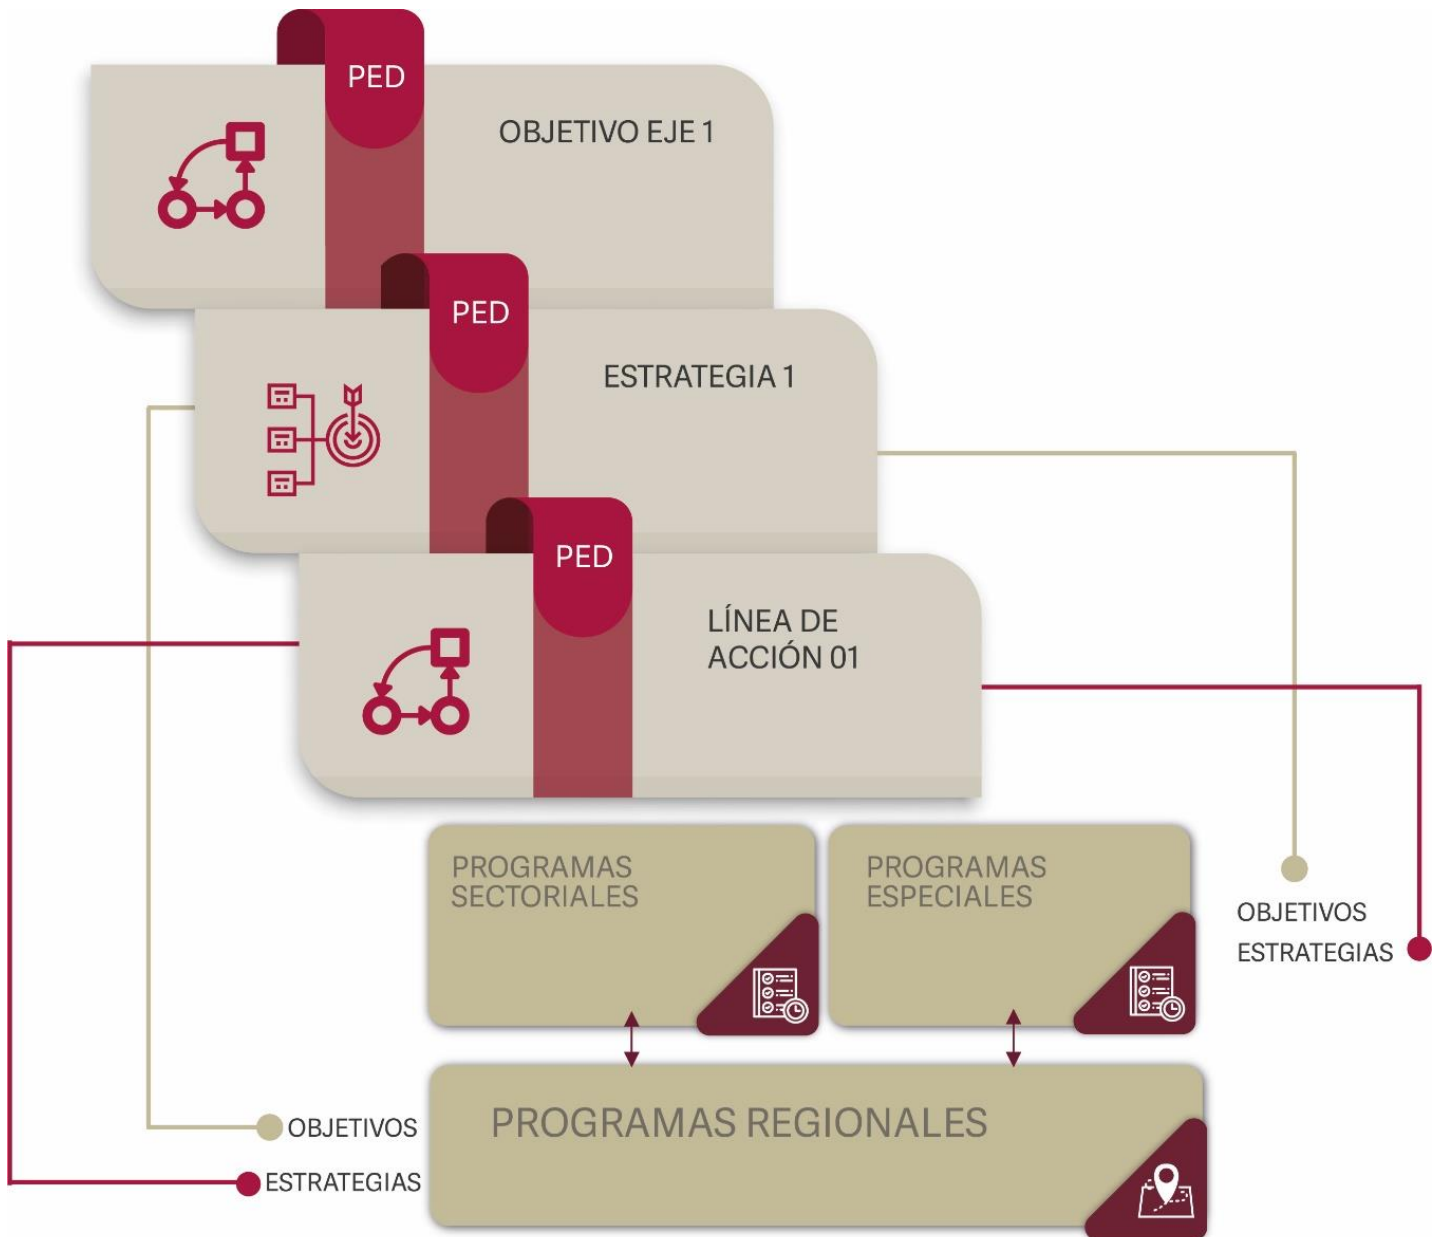 PED
OBJETIVO EJE 1
PED
ESTRATEGIA 1
PED
LÍNEA DE
ACCIÓN 01
PROGRAMAS
SECTORIALES
PROGRAMAS
ESPECIALES
OBJETIVOS
ESTRATEGIAS
PROGRAMAS REGIONALES
OBJETIVOS
ESTRATEGIAS